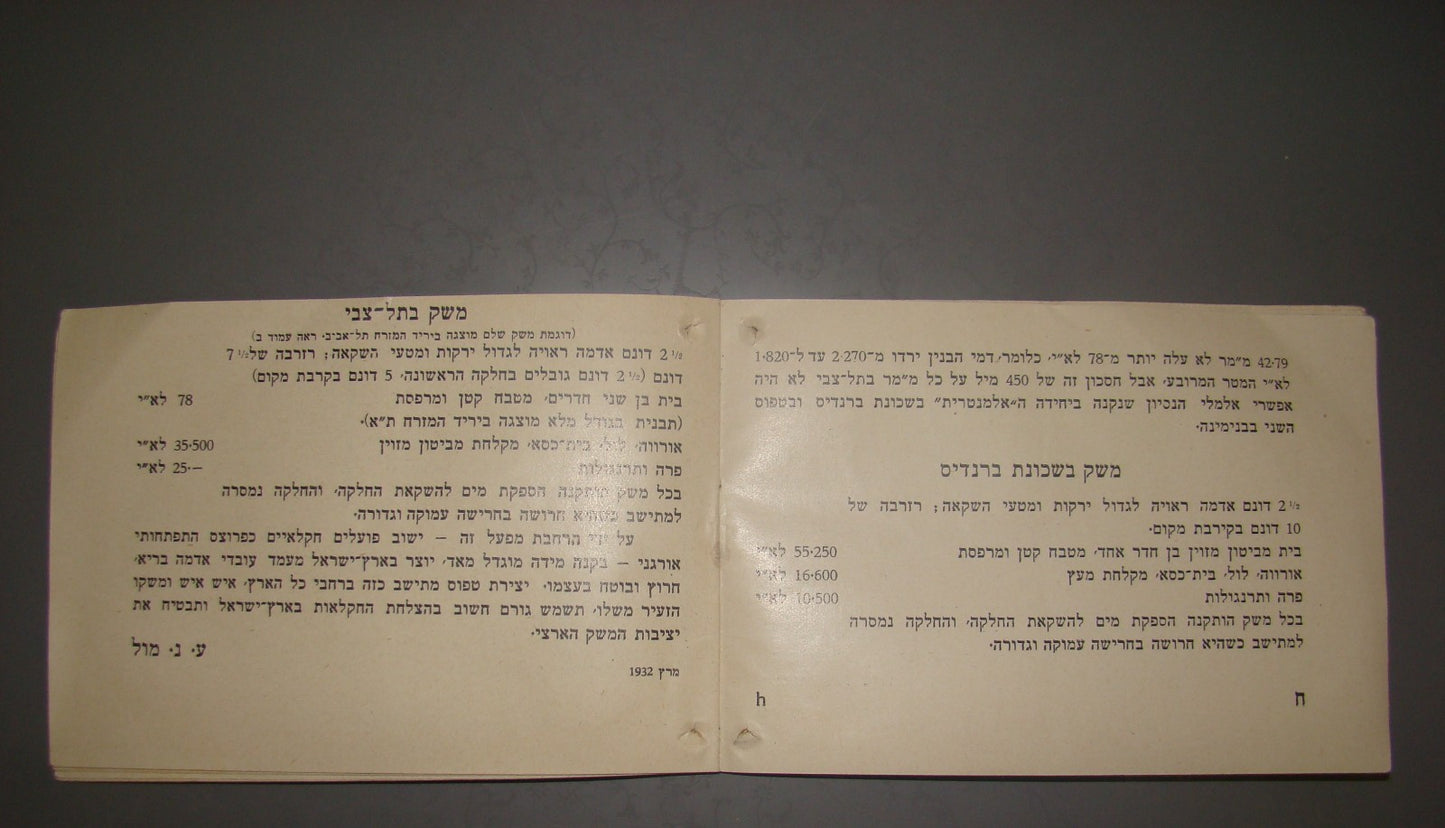 42·79 מ״מר לא עלה יותר מ־78 לא״י, כלומר, דמי הבנין ירדו מ־2·270 עד ל־1·820
לא״י המטר המרובע, אבל חסכון זה של 450 מיל על כל מ״מר בתל־צבי לא היה
אפשרי אלמלי הנסיון שנקנה ביחידה ה״אלמנטרית״ בשכונת ברנדיס ובטפוס
השני בבנימינה.
משק בשכונת ברנדיס
2 ½ דונם אדמה ראויה לגדול ירקות ומטעי השקאה; רזרבה של
10 דונם בקירבת מקום.
בית מביטון מזוין בן חדר אחד, מטבח קטן ומרפסת 55·250 לא״י
אורווה, לול, בית־כסא, מקלחת מעץ 16·600 לא״י
פרה ותרנגולות 10·500 לא״י
בכל משק הותקנה הספקת מים להשקאת החלקה, והחלקה נמסרה
למתישב כשהיא חרושה בחרישה עמוקה וגדורה.
ח h
משק בתל־צבי
(דוגמת משק שלם מוצגה ביריד המזרח תל־אביב. ראה עמוד ב)
2 ½ דונם אדמה ראויה לגדול ירקות ומטעי השקאה; רזרבה של 7 ½
דונם (2 ½ דונם גובלים בחלקה הראשונה, 5 דונם בקרבת מקום)
בית בן שני חדרים, מטבח קטן ומרפסת 78 לא״י
(תבנית בגודל מלא מוצגה ביריד המזרח ת״א).
אורווה, לול, בית־כסא, מקלחת מביטון מזוין 35·500 לא״י
פרה ותרנגולות 25·— לא״י
בכל משק הותקנה הספקת מים להשקאת החלקה, והחלקה נמסרה
למתישב כשהיא חרושה בחרישה עמוקה וגדורה.
על ידי הרחבת מפעל זה — ישוב פועלים חקלאיים כפרוצס התפתחותי
אורגני — בקנה מידה מוגדל מאד, יוצר בארץ־ישראל מעמד עובדי אדמה בריא,
חרוץ ובוטח בעצמו. יצירת טפוס מתישב כזה ברחבי כל הארץ, איש איש ומשקו
הזעיר משלו, תשמש גורם חשוב בהצלחת החקלאות בארץ־ישראל ותבטיח את
יציבות המשק הארצי.
ע. נ. מול
מרץ 1932